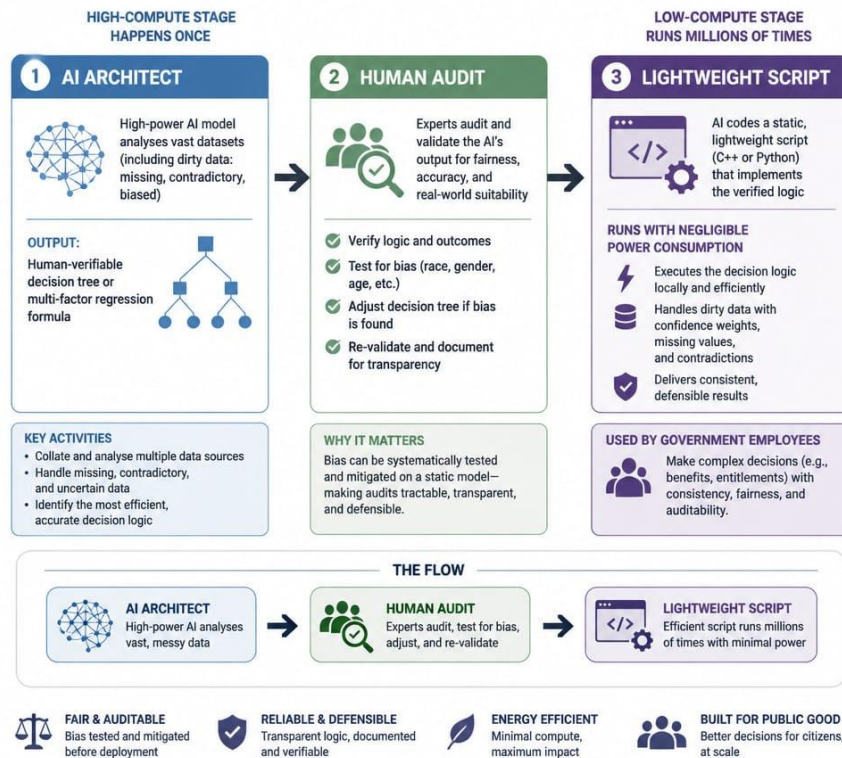 HIGH-COMPUTE STAGE
HAPPENS ONCE
LOW-COMPUTE STAGE
RUNS MILLIONS OF TIMES
1 AI ARCHITECT
High-power AI model
analyses vast datasets
(including dirty data:
missing, contradictory,
biased)
OUTPUT:
Human-verifiable
decision tree or
multi-factor regression
formula
KEY ACTIVITIES
• Collate and analyse multiple data sources
• Handle missing, contradictory,
and uncertain data
• Identify the most efficient,
accurate decision logic
2 HUMAN AUDIT
Experts audit and
validate the AI's
output for fairness,
accuracy, and
real-world suitability
Verify logic and outcomes
Test for bias (race, gender,
age, etc.)
Adjust decision tree if bias
is found
Re-validate and document
for transparency
WHY IT MATTERS
Bias can be systematically tested
and mitigated on a static model—
making audits tractable, transparent,
and defensible.
3 LIGHTWEIGHT SCRIPT
</>
AI codes a static,
lightweight script
(C++ or Python)
that implements
the verified logic
RUNS WITH NEGLIGIBLE
POWER CONSUMPTION
Executes the decision logic
locally and efficiently
Handles dirty data with
confidence weights,
missing values,
and contradictions
Delivers consistent,
defensible results
USED BY GOVERNMENT EMPLOYEES
Make complex decisions (e.g.,
benefits, entitlements) with
consistency, fairness, and
auditability.
THE FLOW
AI ARCHITECT
High-power AI analyses
vast, messy data
HUMAN AUDIT
Experts audit, test for bias,
adjust, and re-validate
</>
LIGHTWEIGHT SCRIPT
Efficient script runs millions
of times with minimal power
FAIR & AUDITABLE
Bias tested and mitigated
before deployment
RELIABLE & DEFENSIBLE
Transparent logic, documented
and verifiable
ENERGY EFFICIENT
Minimal compute,
maximum impact
BUILT FOR PUBLIC GOOD
Better decisions for citizens,
at scale